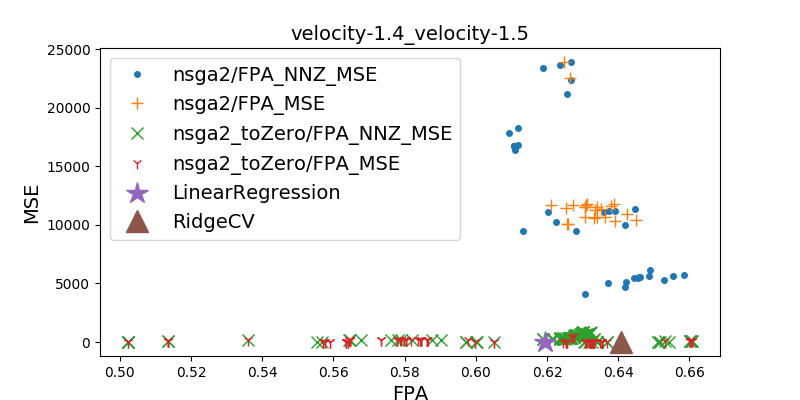 velocity-1.4_velocity-1.5
25000
20000
15000
10000
5000
0
MSE
nsga2/FPA_NNZ_MSE
nsga2/FPA_MSE
nsga2_toZero/FPA_NNZ_MSE
nsga2_toZero/FPA_MSE
LinearRegression
RidgeCV
0.50 0.52 0.54 0.56 0.58 0.60 0.62 0.64 0.66
FPA